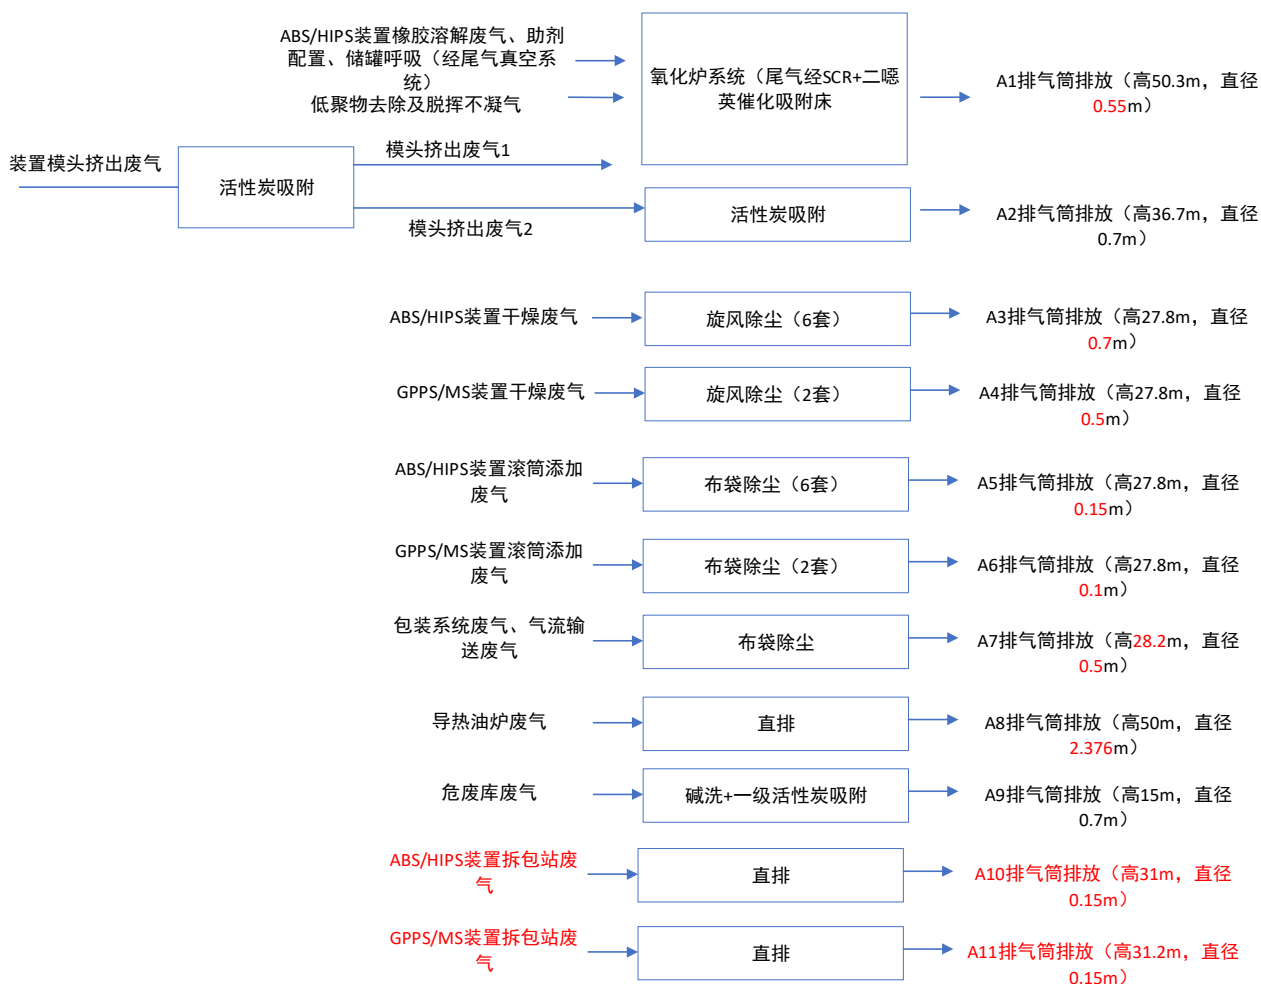 ABS/HIPS装置橡胶溶解废气、助剂
配置、储罐呼吸（经尾气真空系
统）
低聚物去除及脱挥不凝气
氧化炉系统（尾气经SCR+二噁
英催化吸附床
A1排气筒排放（高50.3m，直径
0.55m）
装置模头挤出废气
活性炭吸附
模头挤出废气1
模头挤出废气2
活性炭吸附
A2排气筒排放（高36.7m，直径
0.7m）
ABS/HIPS装置干燥废气
旋风除尘（6套）
A3排气筒排放（高27.8m，直径
0.7m）
GPPS/MS装置干燥废气
旋风除尘（2套）
A4排气筒排放（高27.8m，直径
0.5m）
ABS/HIPS装置滚筒添加
废气
布袋除尘（6套）
A5排气筒排放（高27.8m，直径
0.15m）
GPPS/MS装置滚筒添加
废气
布袋除尘（2套）
A6排气筒排放（高27.8m，直径
0.1m）
包装系统废气、气流输
送废气
布袋除尘
A7排气筒排放（高28.2m，直径
0.5m）
导热油炉废气
直排
A8排气筒排放（高50m，直径
2.376m）
危废库废气
碱洗+一级活性炭吸附
A9排气筒排放（高15m，直径
0.7m）
ABS/HIPS装置拆包站废
气
直排
A10排气筒排放（高31m，直径
0.15m）
GPPS/MS装置拆包站废
气
直排
A11排气筒排放（高31.2m，直径
0.15m）